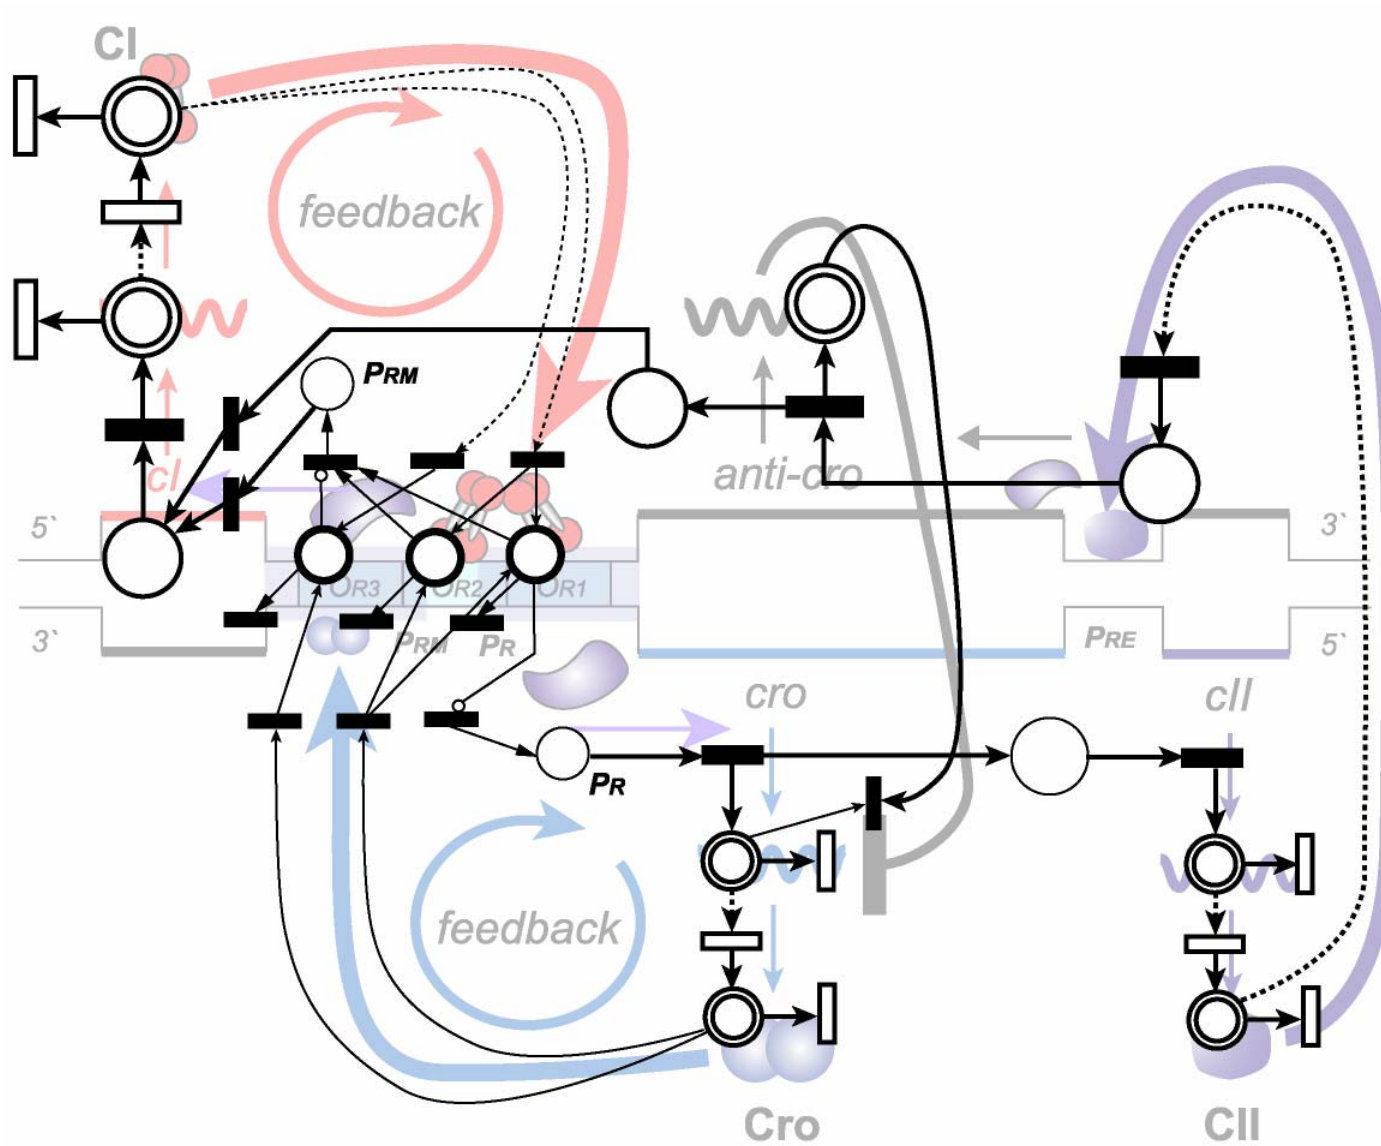 CI
feedback
PRM
cI
anti-cro
5`
3`
OR3
OR2
OR1
3`
PRM
PR
PRE
5`
cro
cII
PR
feedback
Cro
CII